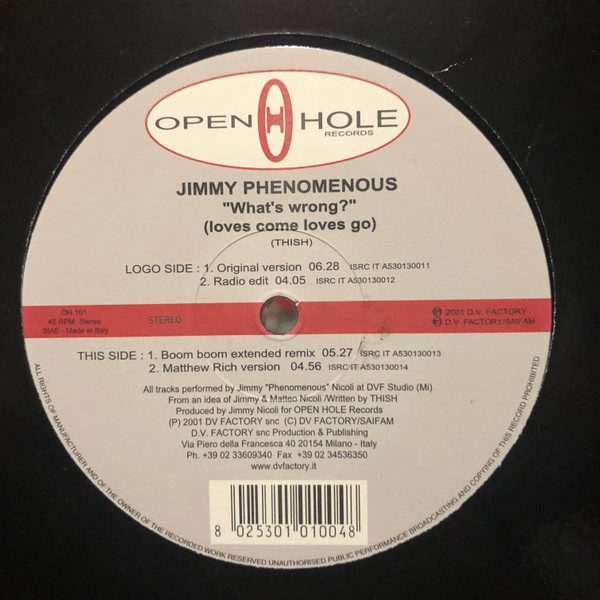 OPEN HOLE
RECORDS
JIMMY PHENOMENOUS
"What's wrong?"
(loves come loves go)
(THISH)
LOGO SIDE : 1. Original version 06.28 ISRC IT A530130011
2. Radio edit 04.05 ISRC IT A530130012
OH 101
45 RPM Stereo
SIAE - Made in Italy
STEREO
℗ 2001 D.V. FACTORY
© D.V. FACTORY/SAIFAM
THIS SIDE : 1. Boom boom extended remix 05.27 ISRC IT A530130013
2. Matthew Rich version 04.56 ISRC IT A530130014
All tracks performed by Jimmy "Phenomenous" Nicoli at DVF Studio (Mi)
From an idea of Jimmy & Matteo Nicoli /Written by THISH
Produced by Jimmy Nicoli for OPEN HOLE Records
(P) 2001 DV FACTORY snc (C) DV FACTORY/SAIFAM
D.V. FACTORY snc Production & Publishing
Via Piero della Francesca 40 20154 Milano - Italy
Ph. +39 02 33609340 Fax +39 02 34536350
www.dvfactory.it
8 025301 010048
ALL RIGHTS OF MANUFACTURER AND OF THE OWNER OF THE RECORDED WORK RESERVED UNAUTHORISED PUBLIC PERFORMANCE BROADCASTING AND COPYING OF THIS RECORD PROHIBITED